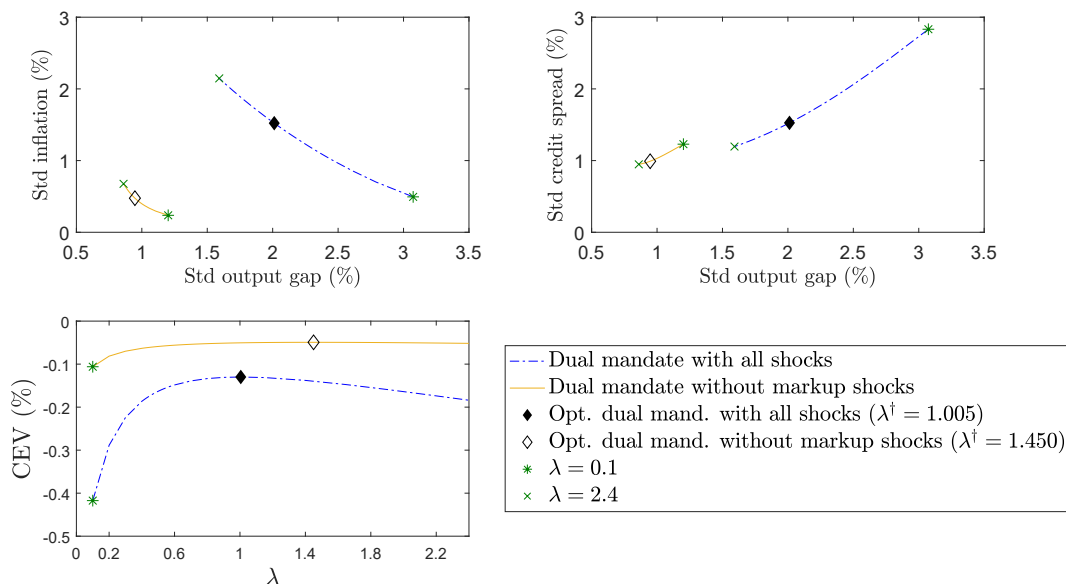 Std inflation (%)
3
2
1
0
0.5 1 1.5 2 2.5 3 3.5
Std output gap (%)
Std credit spread (%)
3
2
1
0
0.5 1 1.5 2 2.5 3 3.5
Std output gap (%)
CEV (%)
0
-0.1
-0.2
-0.3
-0.4
-0.5
0 0.2 0.6 1 1.4 1.8 2.2
λ
Dual mandate with all shocks
Dual mandate without markup shocks
Opt. dual mand. with all shocks (λ† = 1.005)
Opt. dual mand. without markup shocks (λ† = 1.450)
λ = 0.1
λ = 2.4